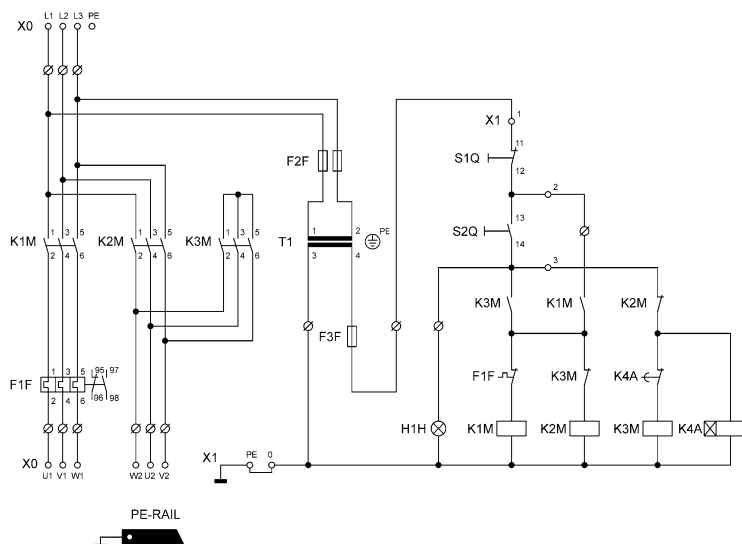 L1 L2 L3 PE
X0
X1 1
11
S1Q
12
F2F
2
13
S2Q
14
1 3 5
K1M
2 4 6
1 3 5
K2M
2 4 6
1 3 5
K3M
2 4 6
T1
1 2
PE
3 4
3
K3M K1M K2M
F3F
1 3 5 95 97
F1F
2 4 6 96 98
F1F K3M K4A
H1H K1M K2M K3M K4A
X0
U1 V1 W1
W2 U2 V2
X1 PE 0
PE-RAIL